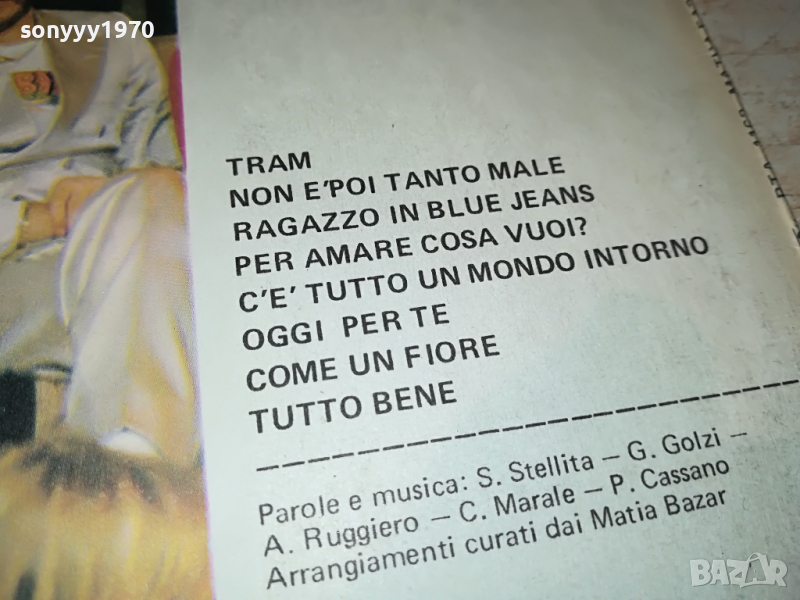 sonyyy1970
TRAM
NON E'POI TANTO MALE
RAGAZZO IN BLUE JEANS
PER AMARE COSA VUOI?
C'E' TUTTO UN MONDO INTORNO
OGGI PER TE
COME UN FIORE
TUTTO BENE
Parole e musica: S. Stellita – G. Golzi –
A. Ruggiero – C. Marale – P. Cassano
Arrangiamenti curati dai Matia Bazar
BAZAR